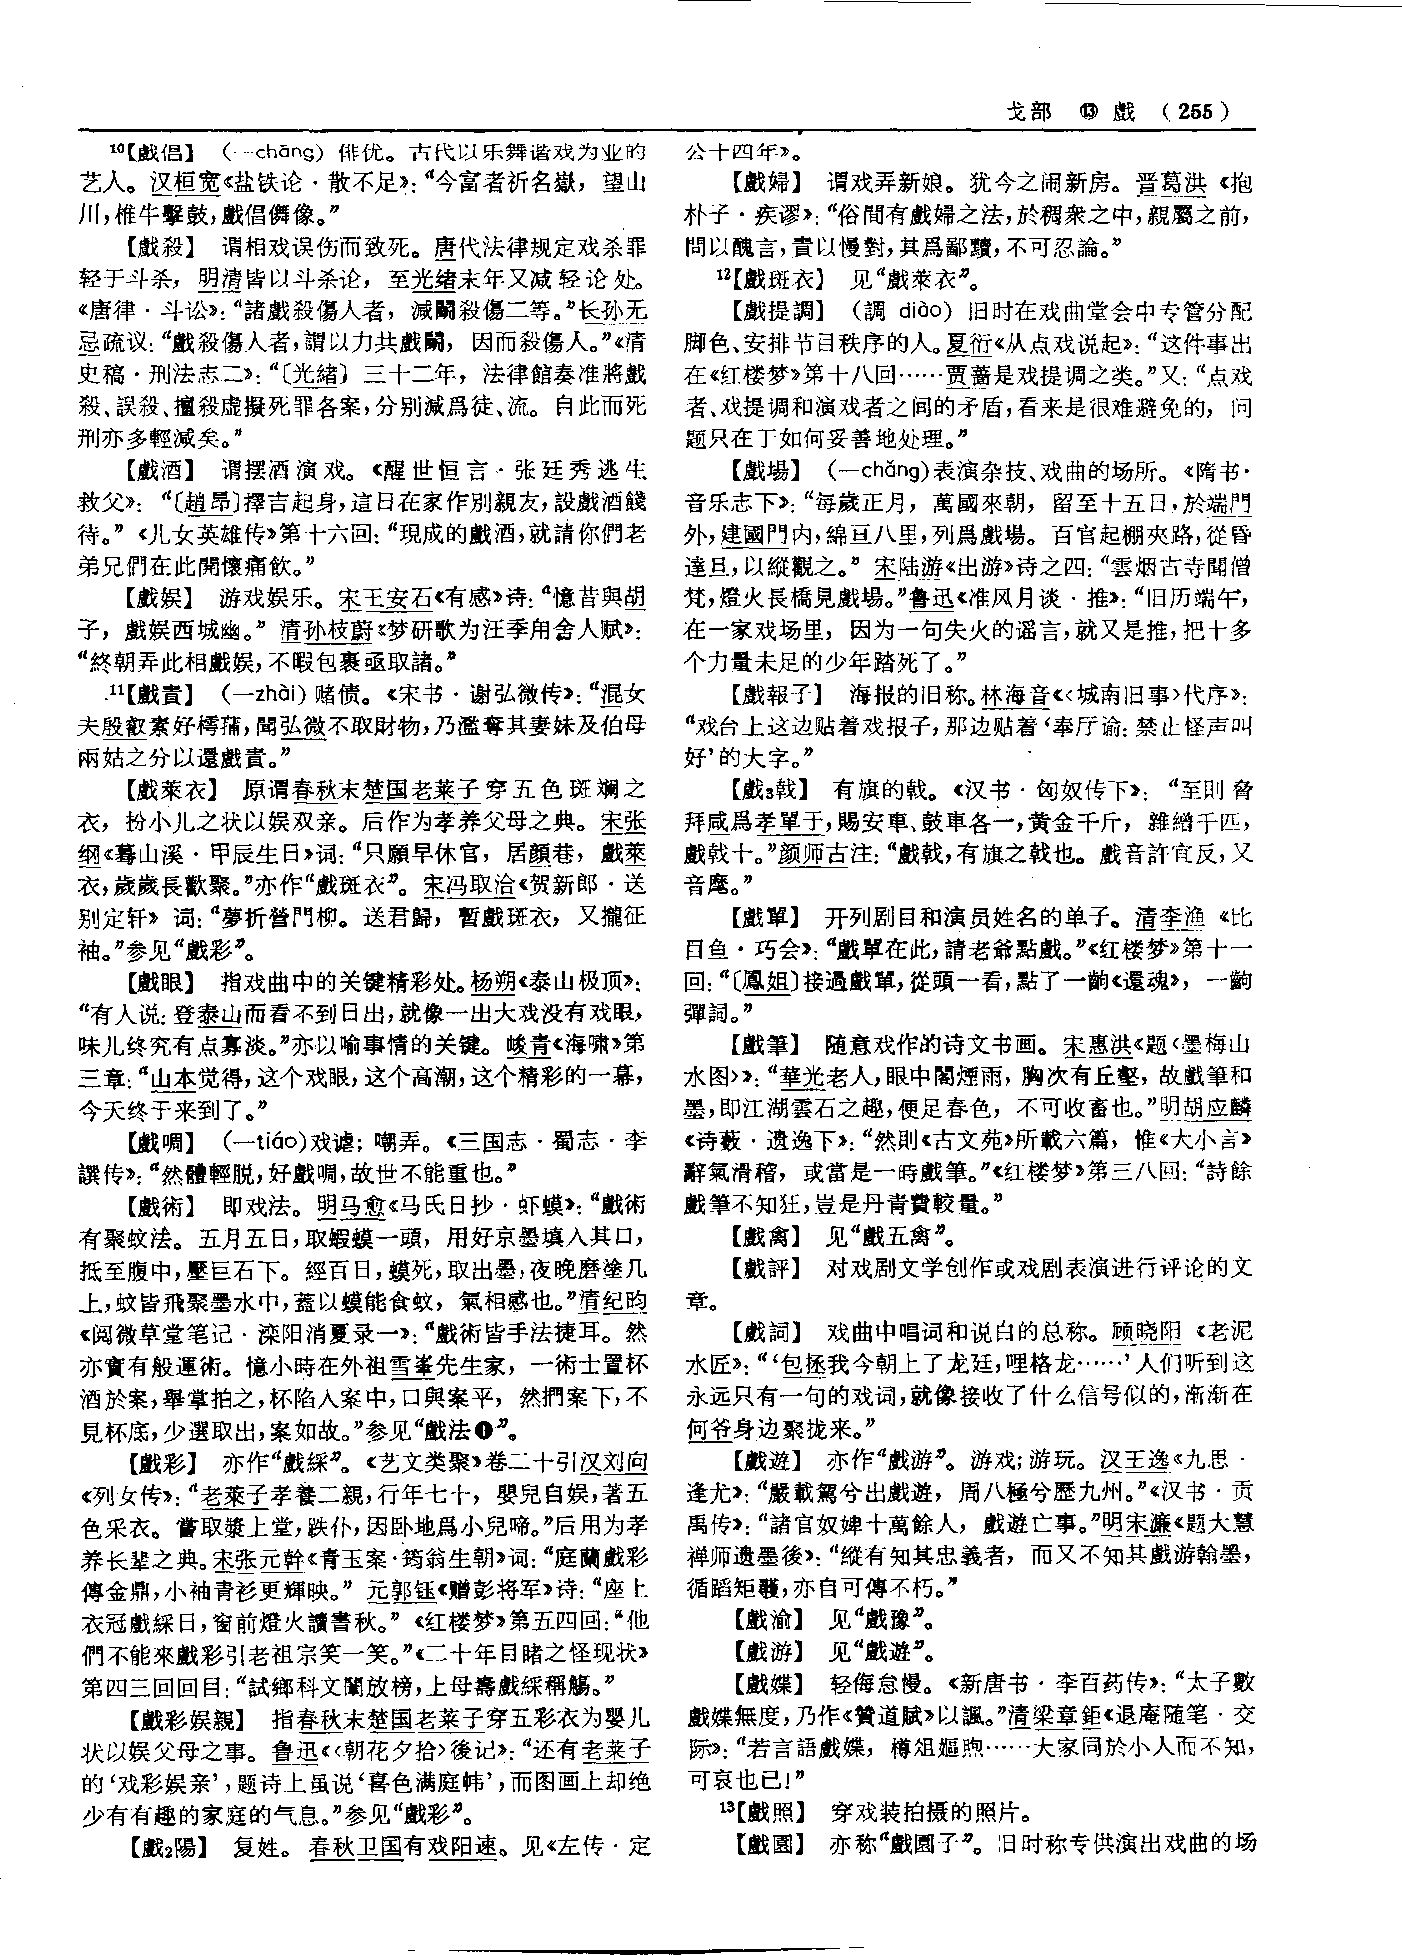 戈部 ⑬ 戲 （255）
¹⁰【戲倡】 （一chāng）俳优。古代以乐舞谐戏为业的
艺人。汉桓宽《盐铁论·散不足》：“今富者祈名嶽，望山
川，椎牛擊鼓，戲倡儛像。”
【戲殺】 谓相戏误伤而致死。唐代法律规定戏杀罪
轻于斗杀，明清皆以斗杀论，至光绪末年又减轻论处。
《唐律·斗讼》：“諸戲殺傷人者，減鬭殺傷二等。”长孙无
忌疏议：“戲殺傷人者，謂以力共戲鬭，因而殺傷人。”《清
史稿·刑法志二》：“〔光緒〕三十二年，法律館奏准將戲
殺、誤殺、擅殺虚擬死罪各案，分别減爲徒、流。自此而死
刑亦多輕減矣。”
【戲酒】 谓摆酒演戏。《醒世恒言·张廷秀逃生
救父》：“〔趙昂〕擇吉起身，這日在家作别親友，設戲酒餞
待。”《儿女英雄传》第十六回：“現成的戲酒，就請你們老
弟兄們在此開懷痛飲。”
【戲娱】 游戏娱乐。宋王安石《有感》诗：“憶昔與胡
子，戲娱西城幽。”清孙枝蔚《梦研歌为汪季甪舍人赋》：
“終朝弄此相戲娱，不暇包裹亟取諸。”
¹¹【戲責】 （一zhài）赌债。《宋书·谢弘微传》：“混女
夫殷叡素好樗蒱，聞弘微不取財物，乃濫奪其妻妹及伯母
兩姑之分以還戲責。”
【戲萊衣】 原谓春秋末楚国老莱子穿五色斑斓之
衣，扮小儿之状以娱双亲。后作为孝养父母之典。宋张
纲《蓦山溪·甲辰生日》词：“只願早休官，居顔巷，戲萊
衣，歲歲長歡聚。”亦作“戲斑衣”。宋冯取洽《贺新郎·送
别定轩》词：“夢折營門柳。送君歸，暫戲斑衣，又攏征
袖。”参见“戲彩”。
【戲眼】 指戏曲中的关键精彩处。杨朔《泰山极顶》：
“有人说：登泰山而看不到日出，就像一出大戏没有戏眼，
味儿终究有点寡淡。”亦以喻事情的关键。峻青《海啸》第
三章：“山本觉得，这个戏眼，这个高潮，这个精彩的一幕，
今天终于来到了。”
【戲啁】 （一tiáo）戏谑；嘲弄。《三国志·蜀志·李
譔传》：“然體輕脱，好戲啁，故世不能重也。”
【戲術】 即戏法。明马愈《马氏日抄·虾蟆》：“戲術
有聚蚊法。五月五日，取蝦蟆一頭，用好京墨填入其口，
抵至腹中，壓巨石下。經百日，蟆死，取出墨，夜晚磨塗几
上，蚊皆飛聚墨水中，蓋以蟆能食蚊，氣相感也。”清纪昀
《阅微草堂笔记·滦阳消夏录一》：“戲術皆手法捷耳。然
亦實有般運術。憶小時在外祖雪峯先生家，一術士置杯
酒於案，舉掌拍之，杯陷入案中，口與案平，然捫案下，不
見杯底，少選取出，案如故。”参见“戲法❶”。
【戲彩】 亦作“戲綵”。《艺文类聚》卷二十引汉刘向
《列女传》：“老萊子孝養二親，行年七十，嬰兒自娱，著五
色采衣。嘗取漿上堂，跌仆，因卧地爲小兒啼。”后用为孝
养长辈之典。宋张元幹《青玉案·筠翁生朝》词：“庭蘭戲彩
傳金鼎，小袖青衫更輝映。”元郭钰《赠彭将军》诗：“座上
衣冠戲綵日，窗前燈火讀書秋。”《红楼梦》第五四回：“他
們不能來戲彩引老祖宗笑一笑。”《二十年目睹之怪现状》
第四三回回目：“試鄉科文闈放榜，上母壽戲綵稱觴。”
【戲彩娱親】 指春秋末楚国老莱子穿五彩衣为婴儿
状以娱父母之事。鲁迅《〈朝花夕拾〉後记》：“还有老莱子
的‘戏彩娱亲’，题诗上虽说‘喜色满庭帏’，而图画上却绝
少有有趣的家庭的气息。”参见“戲彩”。
【戲₂陽】 复姓。春秋卫国有戏阳速。见《左传·定
公十四年》。
【戲婦】 谓戏弄新娘。犹今之闹新房。晋葛洪《抱
朴子·疾谬》：“俗間有戲婦之法，於稠衆之中，親屬之前，
問以醜言，責以慢對，其爲鄙黷，不可忍論。”
¹²【戲斑衣】 见“戲萊衣”。
【戲提調】 （調 diào）旧时在戏曲堂会中专管分配
脚色、安排节目秩序的人。夏衍《从点戏说起》：“这件事出
在《红楼梦》第十八回……贾蔷是戏提调之类。”又：“点戏
者、戏提调和演戏者之间的矛盾，看来是很难避免的，问
题只在于如何妥善地处理。”
【戲場】 （一chǎng）表演杂技、戏曲的场所。《隋书·
音乐志下》：“每歲正月，萬國來朝，留至十五日，於端門
外，建國門内，綿亘八里，列爲戲場。百官起棚夾路，從昏
達旦，以縱觀之。”宋陆游《出游》诗之四：“雲烟古寺聞僧
梵，燈火長橋見戲場。”鲁迅《准风月谈·推》：“旧历端午，
在一家戏场里，因为一句失火的谣言，就又是推，把十多
个力量未足的少年踏死了。”
【戲報子】 海报的旧称。林海音《〈城南旧事〉代序》：
“戏台上这边贴着戏报子，那边贴着‘奉厅谕：禁止怪声叫
好’的大字。”
【戲₃戟】 有旗的戟。《汉书·匈奴传下》：“至則脅
拜咸爲孝單于，賜安車、鼓車各一，黄金千斤，雜繒千匹，
戲戟十。”颜师古注：“戲戟，有旗之戟也。戲音許宜反，又
音麾。”
【戲單】 开列剧目和演员姓名的单子。清李渔《比
目鱼·巧会》：“戲單在此，請老爺點戲。”《红楼梦》第十一
回：“〔鳳姐〕接過戲單，從頭一看，點了一齣《還魂》，一齣
彈詞。”
【戲筆】 随意戏作的诗文书画。宋惠洪《题〈墨梅山
水图〉》：“華光老人，眼中閣煙雨，胸次有丘壑，故戲筆和
墨，即江湖雲石之趣，便足春色，不可收畜也。”明胡应麟
《诗薮·遗逸下》：“然則《古文苑》所載六篇，惟《大小言》
辭氣滑稽，或當是一時戲筆。”《红楼梦》第三八回：“詩餘
戲筆不知狂，豈是丹青費較量。”
【戲禽】 见“戲五禽”。
【戲評】 对戏剧文学创作或戏剧表演进行评论的文
章。
【戲詞】 戏曲中唱词和说白的总称。顾晓阳《老泥
水匠》：“‘包拯我今朝上了龙廷，哩格龙……’人们听到这
永远只有一句的戏词，就像接收了什么信号似的，渐渐在
何爷身边聚拢来。”
【戲遊】 亦作“戲游”。游戏；游玩。汉王逸《九思·
逢尤》：“嚴載駕兮出戲遊，周八極兮歷九州。”《汉书·贡
禹传》：“諸官奴婢十萬餘人，戲遊亡事。”明宋濂《题大慧
禅师遗墨後》：“縱有知其忠義者，而又不知其戲游翰墨，
循蹈矩矱，亦自可傳不朽。”
【戲渝】 见“戲豫”。
【戲游】 见“戲遊”。
【戲媟】 轻侮怠慢。《新唐书·李百药传》：“太子數
戲媟無度，乃作《贊道賦》以諷。”清梁章鉅《退庵随笔·交
际》：“若言語戲媟，樽俎嫗煦……大家同於小人而不知，
可哀也已！”
¹³【戲照】 穿戏装拍摄的照片。
【戲園】 亦称“戲園子”。旧时称专供演出戏曲的场